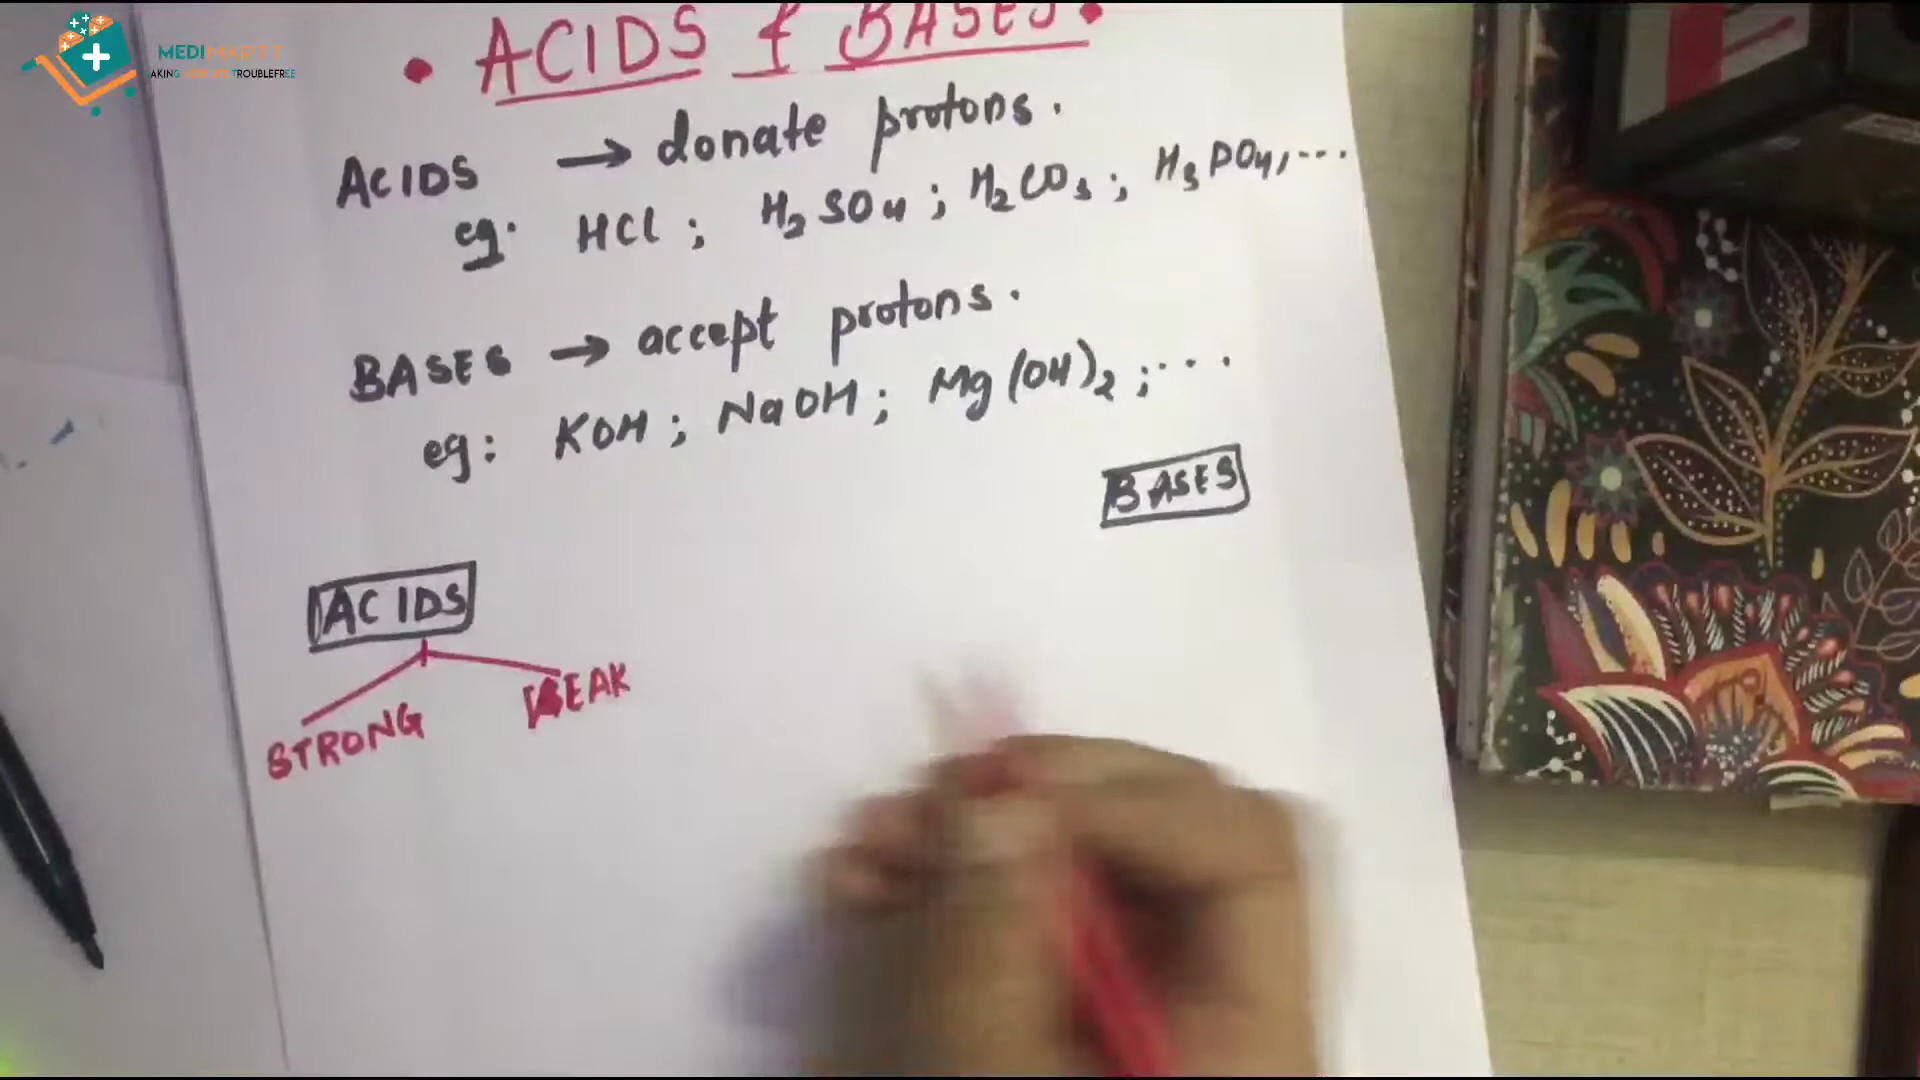 MEDIMARTT
TROUBLEFREE
• ACIDS & BASES •
ACIDS → donate protons.
eg. HCl ; H₂SO₄ ; H₂CO₃ ; H₃PO₄, ...
BASES → accept protons.
eg: KOH ; NaOH ; Mg(OH)₂ ; ...
BASES
ACIDS
STRONG WEAK